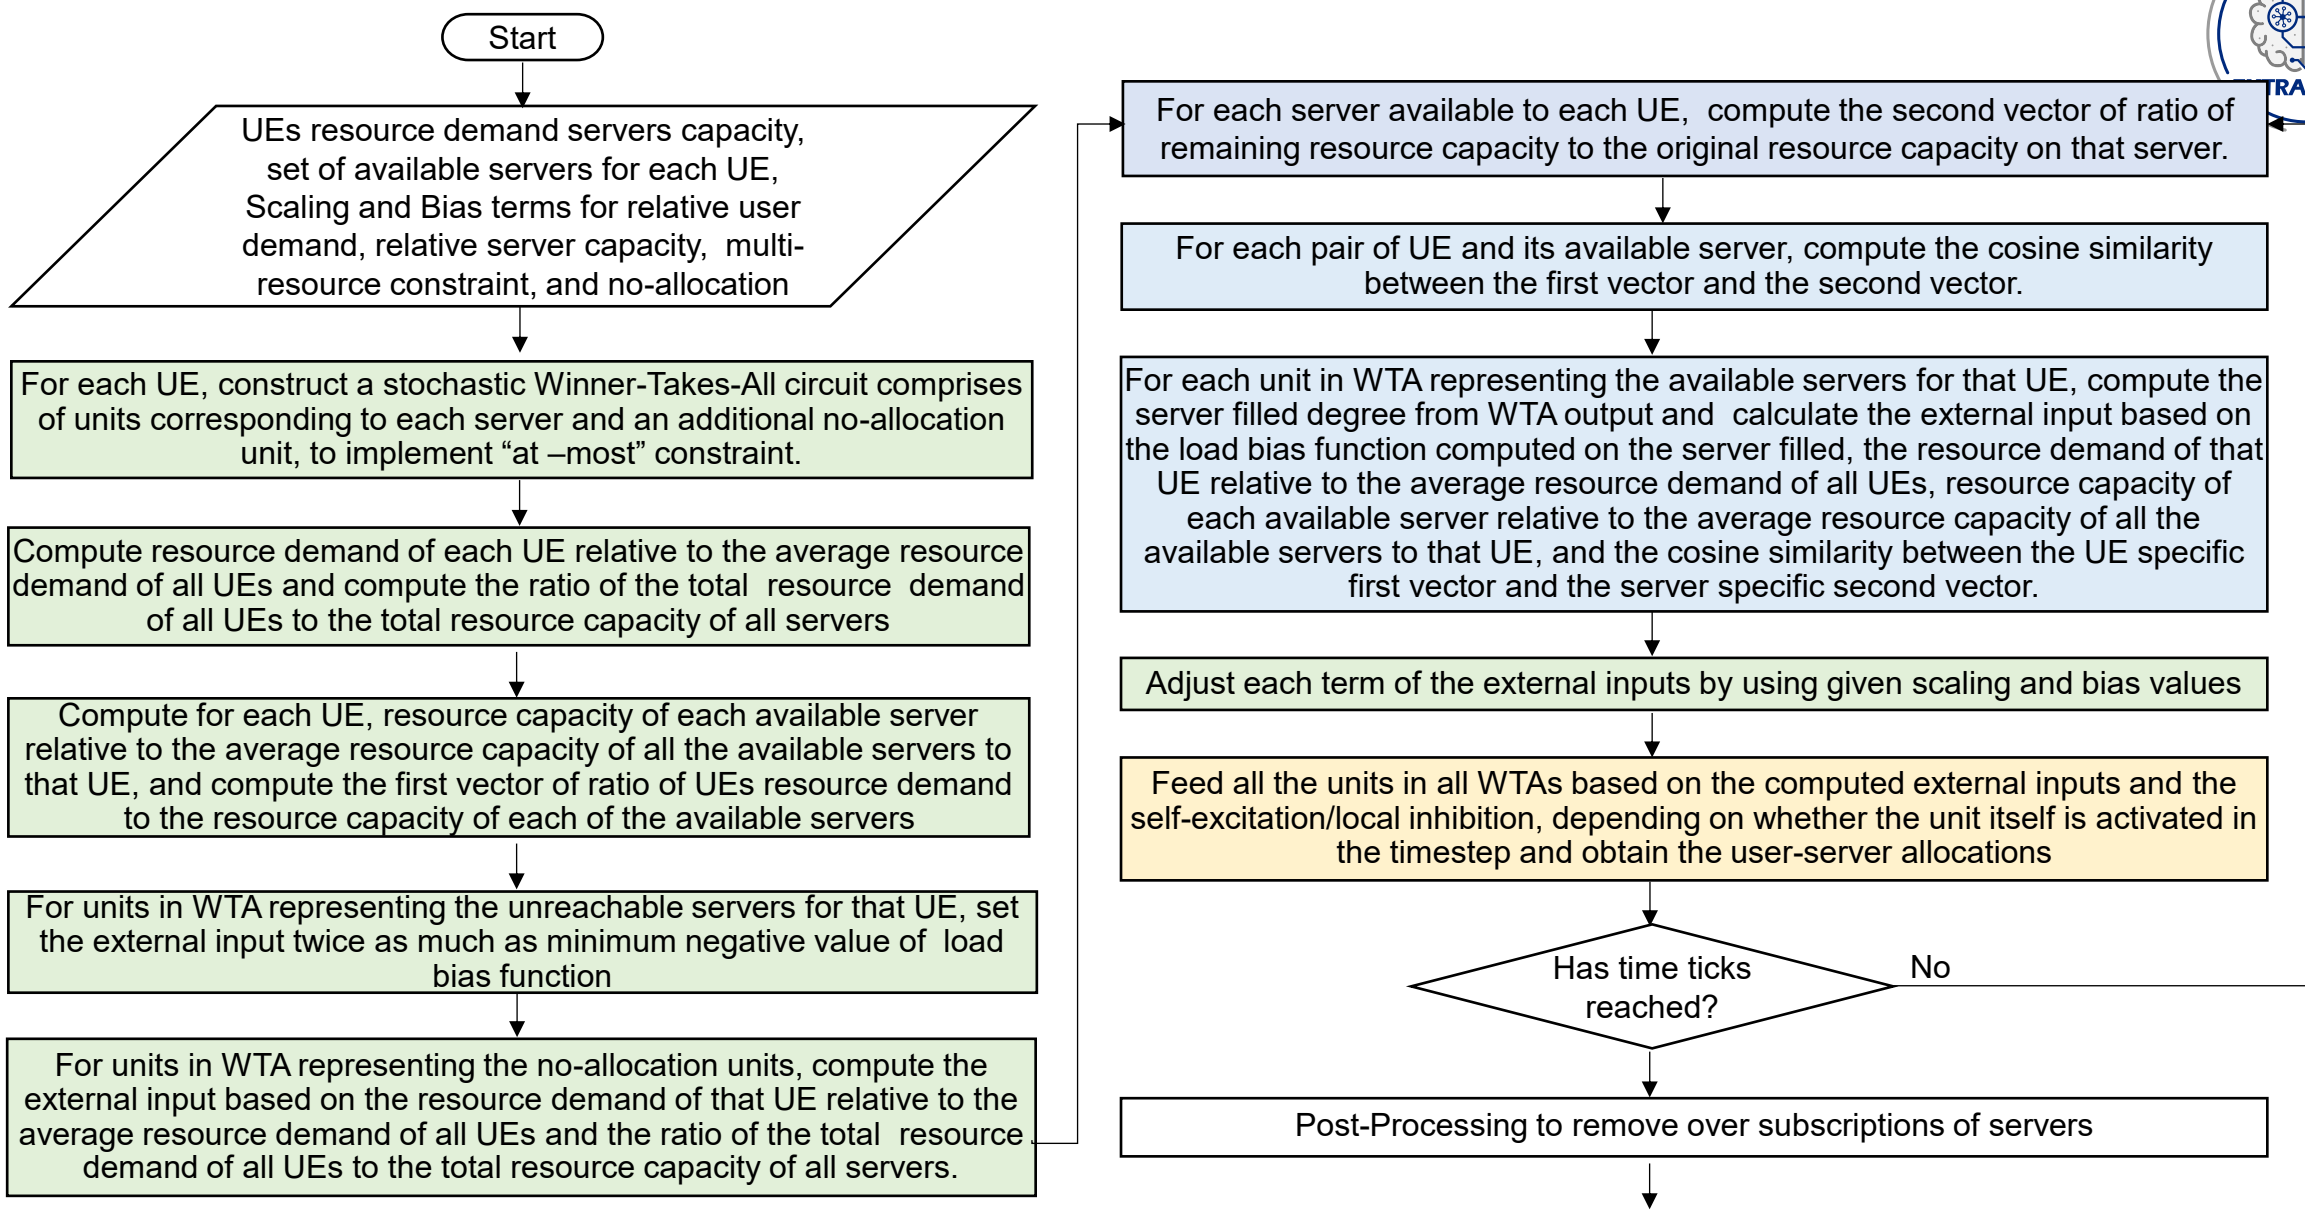 Start
UEs resource demand servers capacity,
set of available servers for each UE,
Scaling and Bias terms for relative user
demand, relative server capacity, multi-
resource constraint, and no-allocation
For each UE, construct a stochastic Winner-Takes-All circuit comprises
of units corresponding to each server and an additional no-allocation
unit, to implement “at –most” constraint.
Compute resource demand of each UE relative to the average resource
demand of all UEs and compute the ratio of the total resource demand
of all UEs to the total resource capacity of all servers
Compute for each UE, resource capacity of each available server
relative to the average resource capacity of all the available servers to
that UE, and compute the first vector of ratio of UEs resource demand
to the resource capacity of each of the available servers
For units in WTA representing the unreachable servers for that UE, set
the external input twice as much as minimum negative value of load
bias function
For units in WTA representing the no-allocation units, compute the
external input based on the resource demand of that UE relative to the
average resource demand of all UEs and the ratio of the total resource
demand of all UEs to the total resource capacity of all servers.
For each server available to each UE, compute the second vector of ratio of
remaining resource capacity to the original resource capacity on that server.
For each pair of UE and its available server, compute the cosine similarity
between the first vector and the second vector.
For each unit in WTA representing the available servers for that UE, compute the
server filled degree from WTA output and calculate the external input based on
the load bias function computed on the server filled, the resource demand of that
UE relative to the average resource demand of all UEs, resource capacity of
each available server relative to the average resource capacity of all the
available servers to that UE, and the cosine similarity between the UE specific
first vector and the server specific second vector.
Adjust each term of the external inputs by using given scaling and bias values
Feed all the units in all WTAs based on the computed external inputs and the
self-excitation/local inhibition, depending on whether the unit itself is activated in
the timestep and obtain the user-server allocations
Has time ticks
reached?
No
Post-Processing to remove over subscriptions of servers